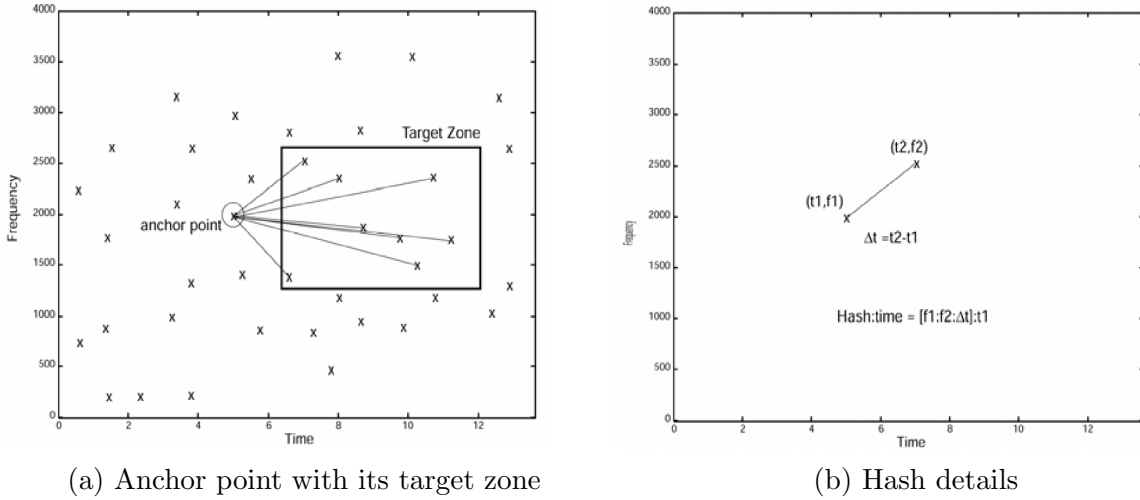 4000
3500
3000
2500
2000
1500
1000
500
0
Frequency
0 2 4 6 8 10 12
Time
Target Zone
anchor point
(a) Anchor point with its target zone
4000
3500
3000
2500
2000
1500
1000
500
0
Frequency
0 2 4 6 8 10 12
Time
(t2,f2)
(t1,f1)
Δt =t2-t1
Hash:time = [f1:f2:Δt]:t1
(b) Hash details